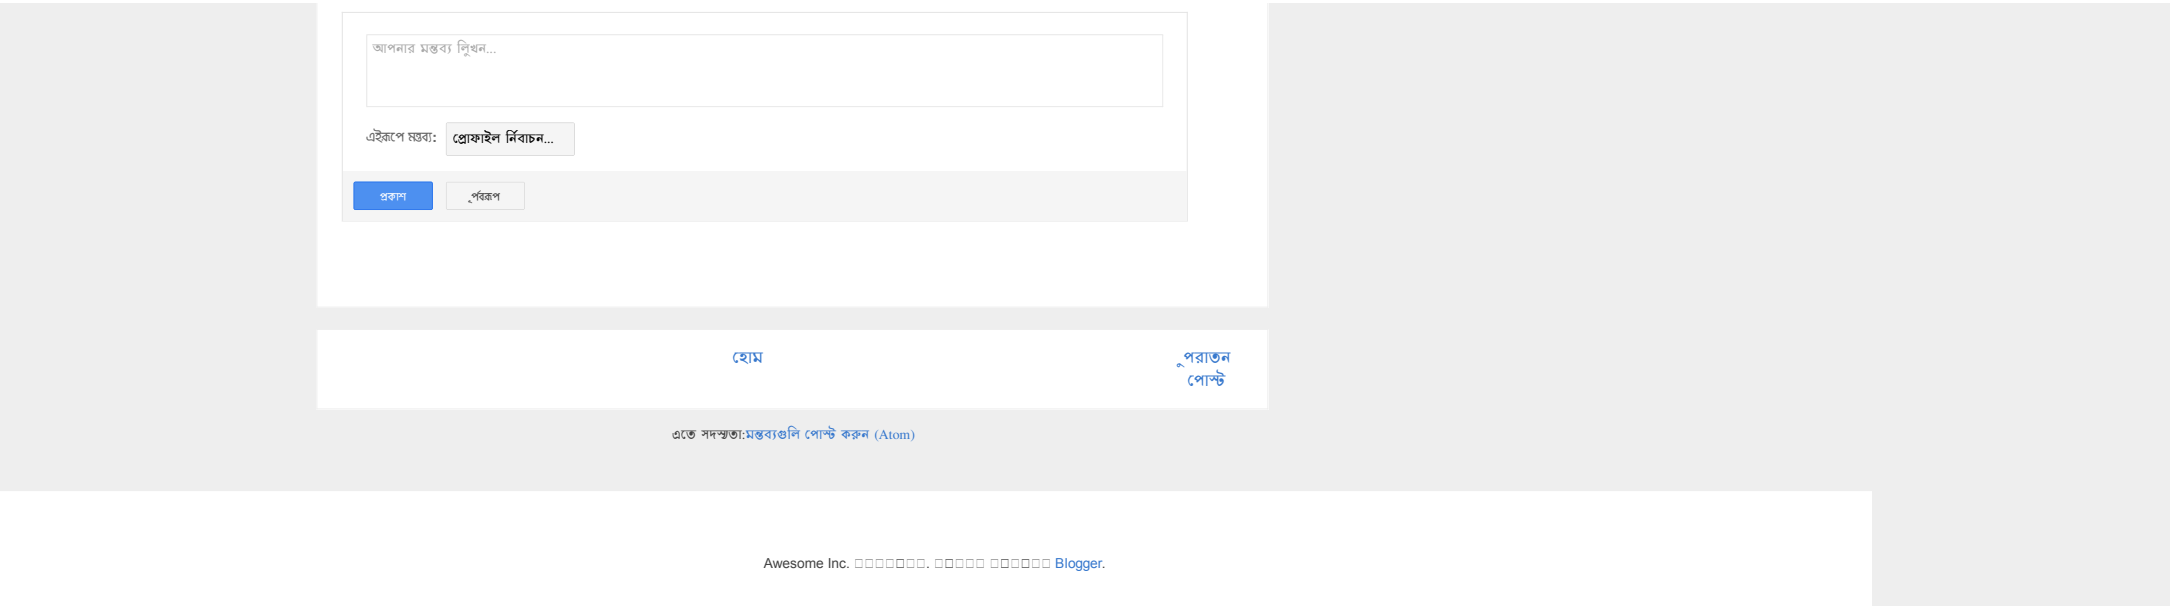 আপনার মন্তব্য লিখুন...
এইরূপে মন্তব্য: প্রোফাইল নির্বাচন...
প্রকাশ পূর্বরূপ
হোম পুরাতন
পোস্ট
এতে সদস্যতা:মন্তব্যগুলি পোস্ট করুন (Atom)
Awesome Inc. Blogger.